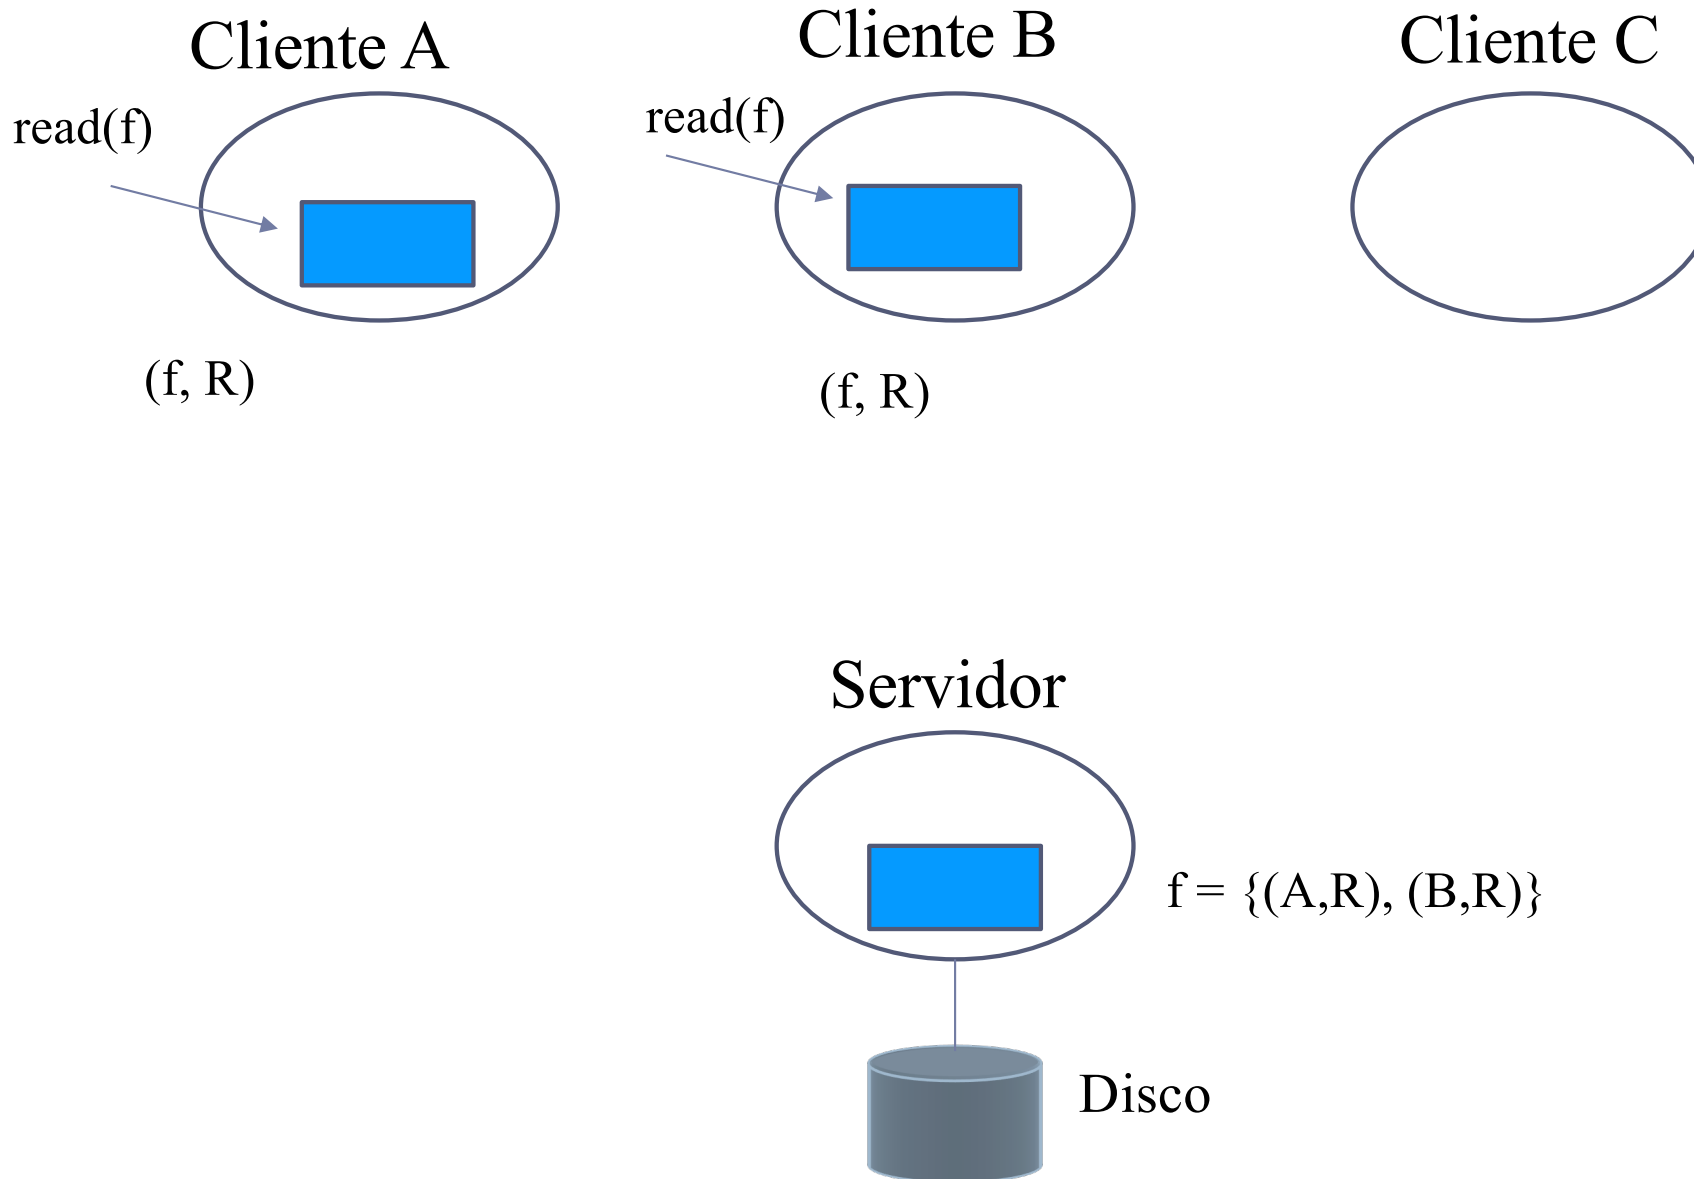 Cliente A
Cliente B
Cliente C
read(f)
read(f)
(f, R)
(f, R)
Servidor
f = {(A,R), (B,R)}
Disco